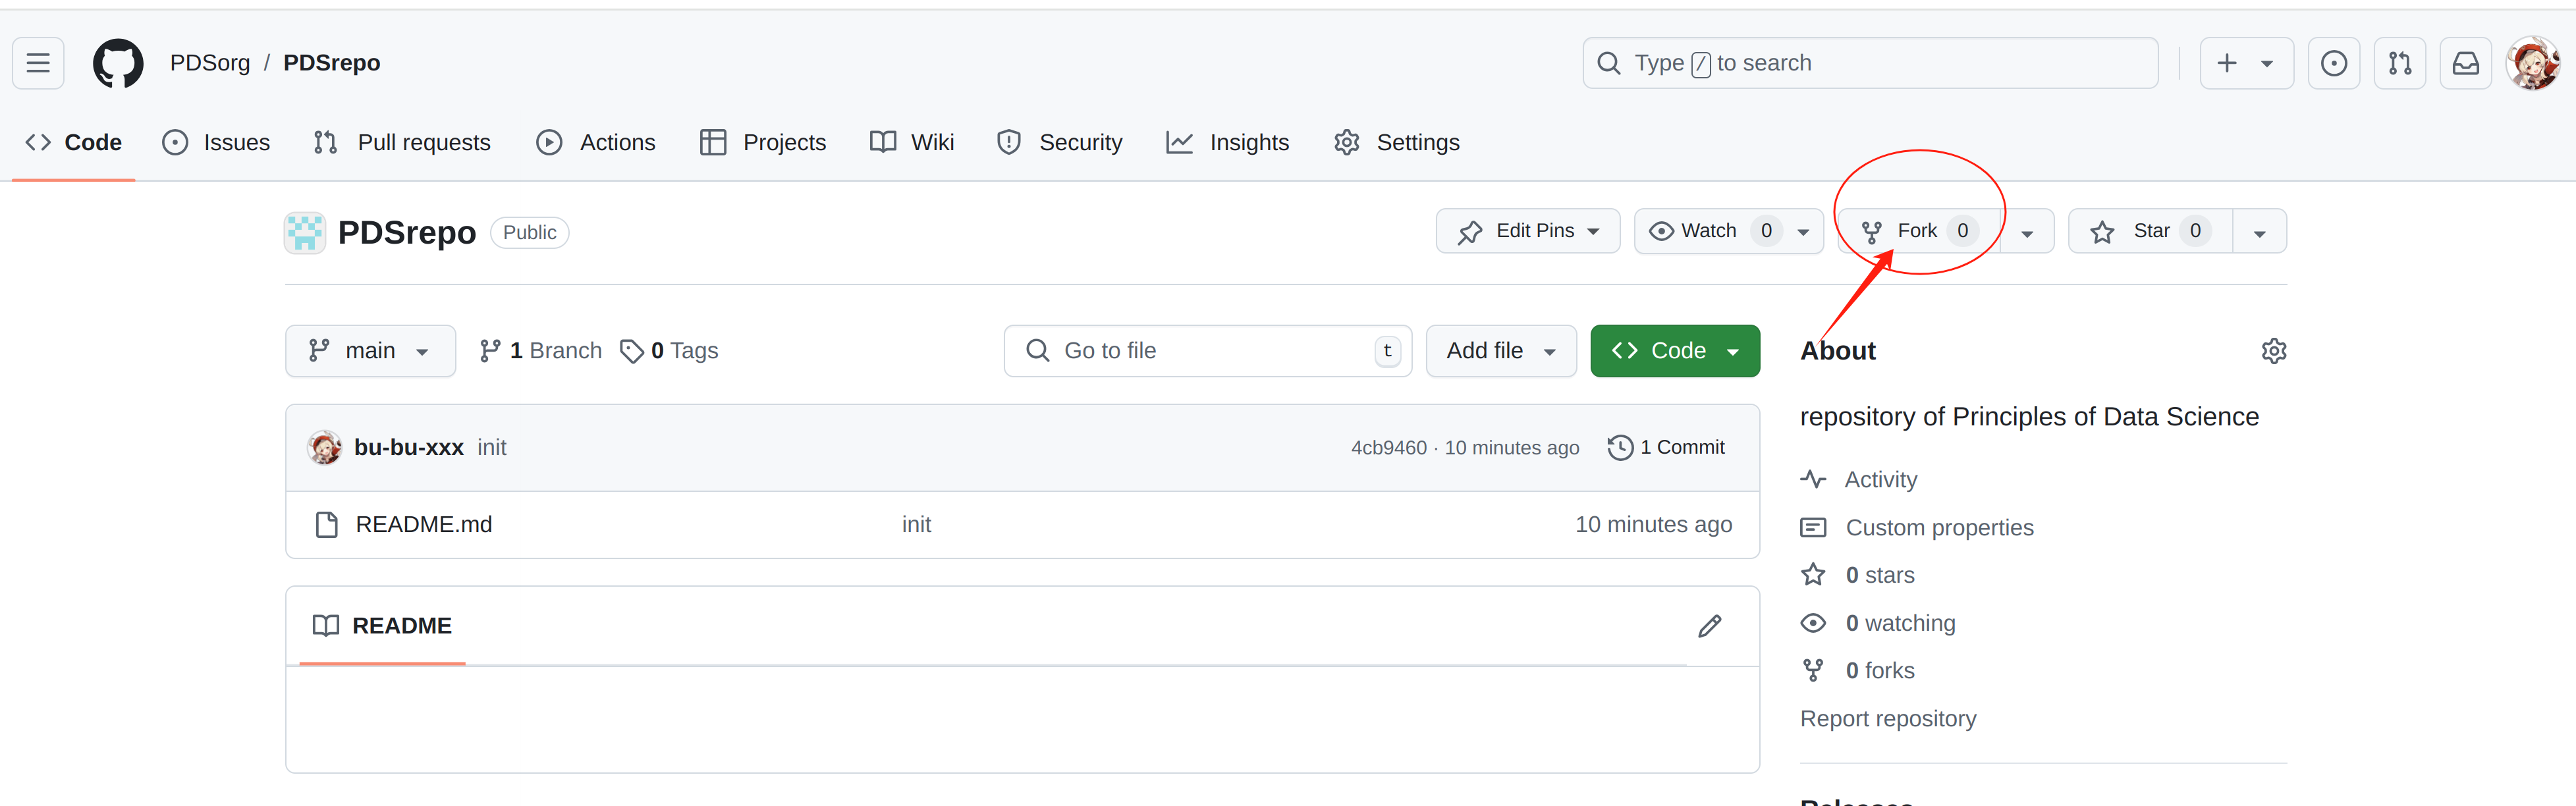 PDSorg / PDSrepo
Type / to search
Code Issues Pull requests Actions Projects Wiki Security Insights Settings
PDSrepo Public
Edit Pins Watch 0 Fork 0 Star 0
main 1 Branch 0 Tags
Go to file t Add file Code
About
repository of Principles of Data Science
bu-bu-xxx init 4cb9460 · 10 minutes ago 1 Commit
README.md init 10 minutes ago
README
Activity
Custom properties
0 stars
0 watching
0 forks
Report repository
Releases